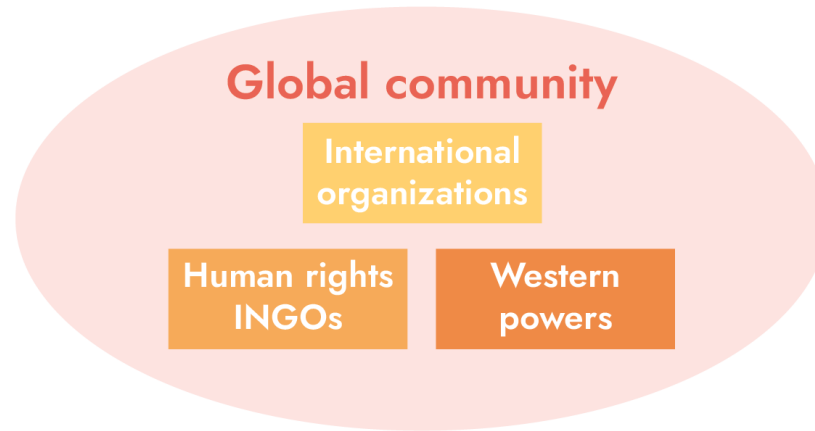 Global community
International
organizations
Human rights
INGOs
Western
powers